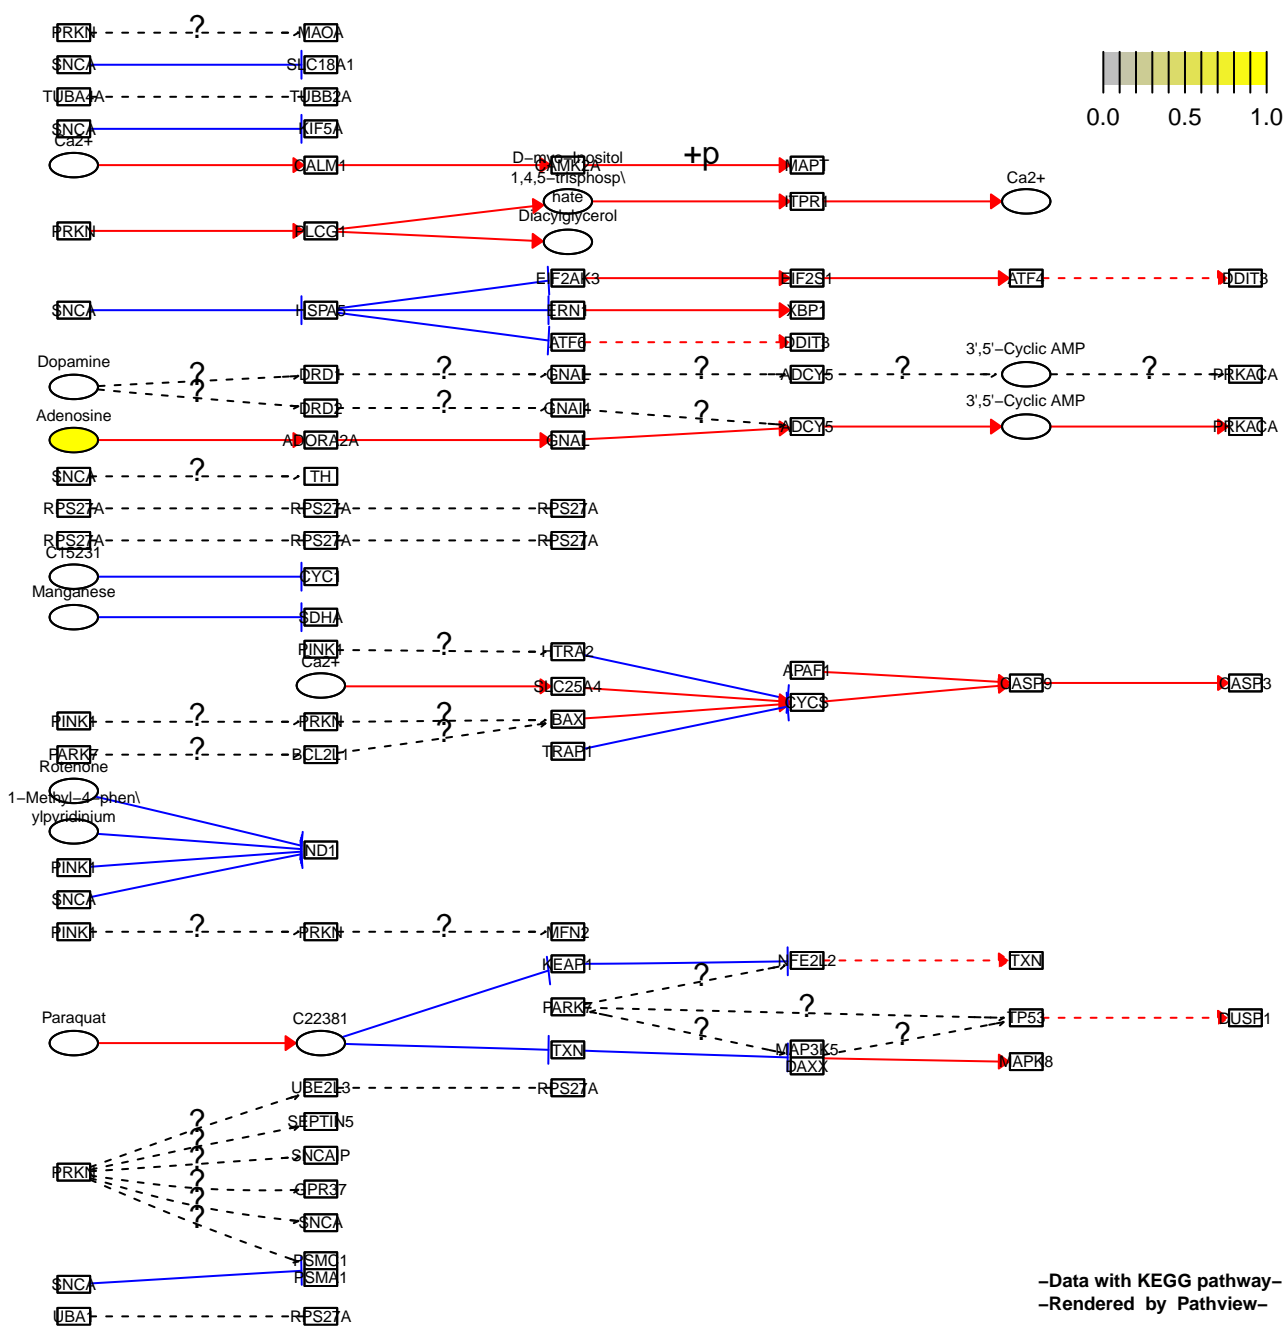 PRKN ? MAOA
SNCA SLC18A1
0.0 0.5 1.0
TUBA4A TUBB2A
SNCA KIF5A
Ca2+
CALM1 CAMK2A +p MAPT
D−myo−Inositol
1,4,5−trisphosp\
hate
ITPR1 Ca2+
Diacylglycerol
PRKN PLCG1
EIF2AK3 EIF2S1 ATF4 DDIT3
SNCA HSPA5 ERN1 XBP1
ATF6 DDIT3
Dopamine 3',5'−Cyclic AMP
? DRD1 ? GNAL ? ADCY5 ? ? PRKACA
? DRD2 GNAI1 ?
Adenosine 3',5'−Cyclic AMP
ADORA2A GNAL ADCY5 PRKACA
SNCA ? TH
RPS27A RPS27A RPS27A
RPS27A RPS27A RPS27A
C15231
CYC1
Manganese
SDHA
PINK1 ? HTRA2
Ca2+
SLC25A4 APAF1 CASP9 CASP3
CYCS
PINK1 ? PRKN ? BAX
PARK7 ? BCL2L1 ? TRAP1
Rotenone
1−Methyl−4−phen\
ylpyridinium
ND1
PINK1
SNCA
PINK1 ? PRKN ? MFN2
KEAP1 NFE2L2 TXN
PARK7 ? ? ? ? TP53 DUSP1
Paraquat C22381
TXN MAP3K5 MAPK8
DAXX
UBE2L3 RPS27A
? SEPTIN5
? SNCAIP
PRKN ? GPR37
? SNCA
? PSMC1
? PSMA1
SNCA
UBA1 RPS27A
−Data with KEGG pathway−
−Rendered by Pathview−